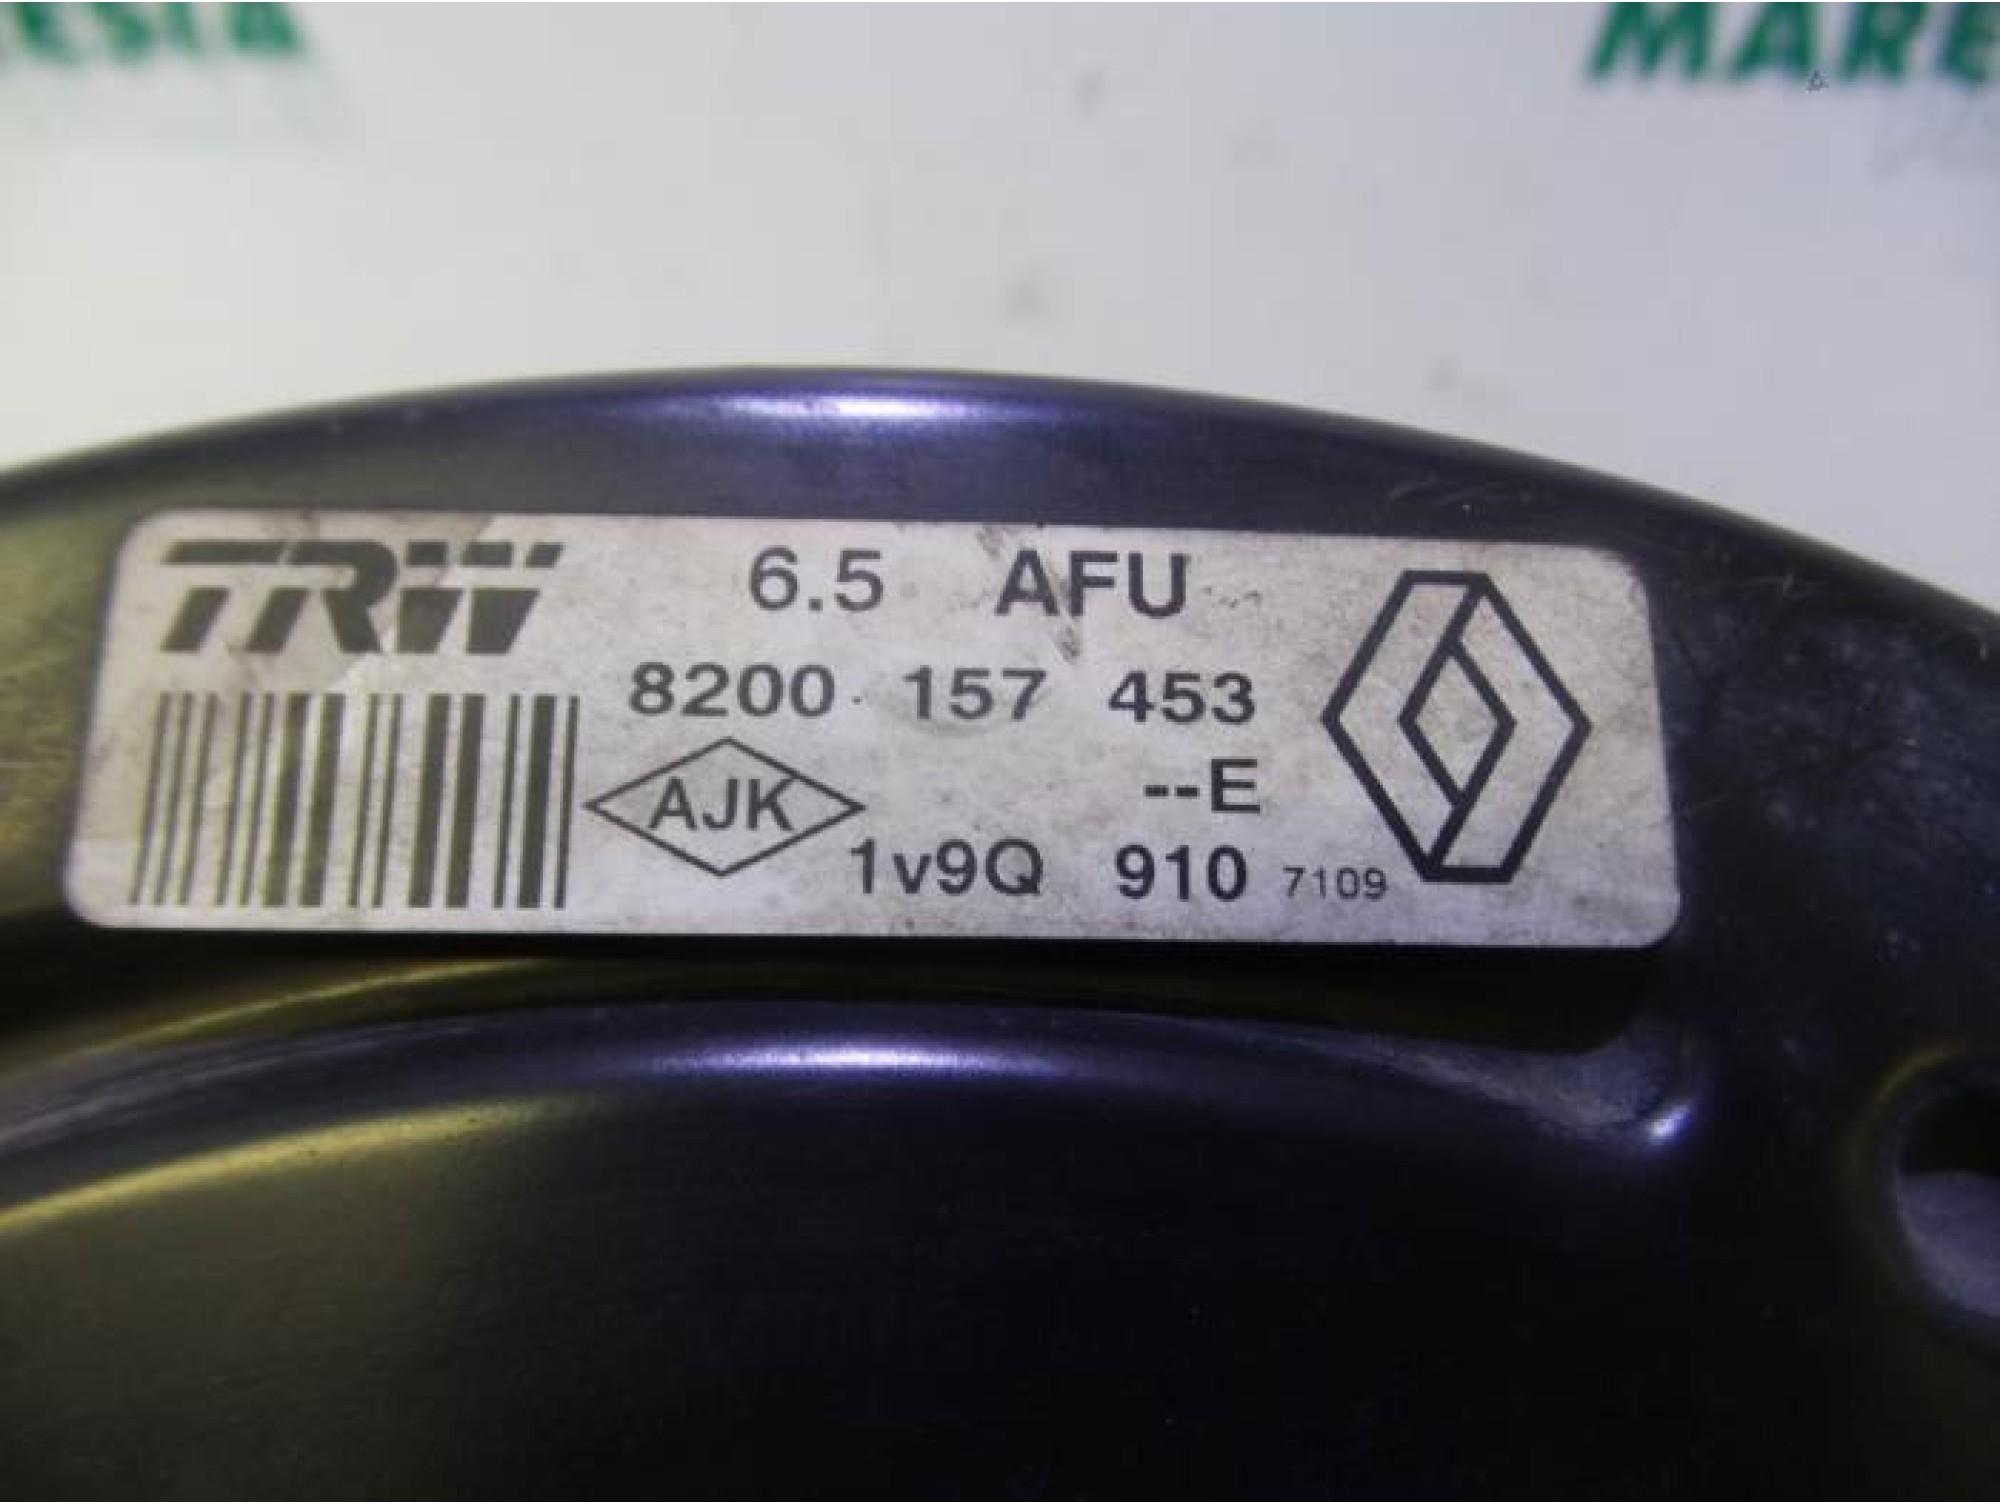 TRW 6.5 AFU
8200 157 453
AJK --E
1v9Q 910 7109